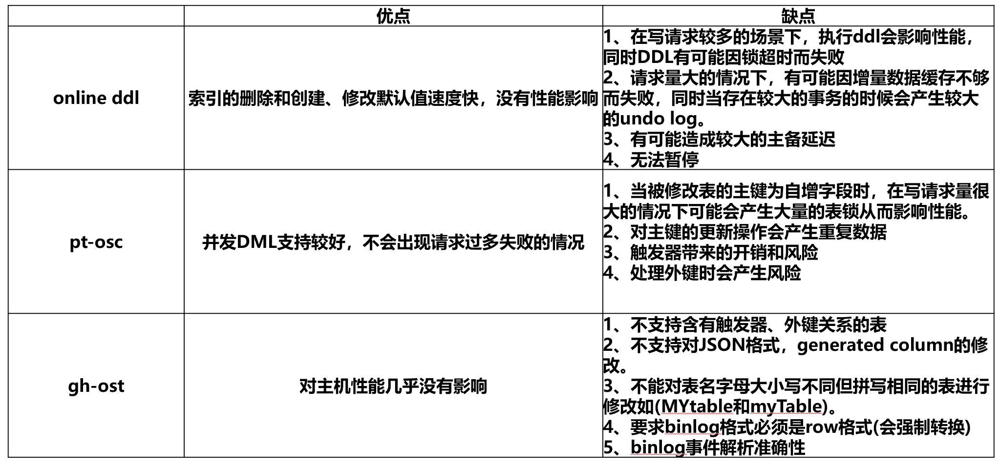 优点
缺点
online ddl
索引的删除和创建、修改默认值速度快，没有性能影响
1、在写请求较多的场景下，执行ddl会影响性能，
同时DDL有可能因锁超时而失败
2、请求量大的情况下，有可能因增量数据缓存不够
而失败，同时当存在较大的事务的时候会产生较大
的undo log。
3、有可能造成较大的主备延迟
4、无法暂停
pt-osc
并发DML支持较好，不会出现请求过多失败的情况
1、当被修改表的主键为自增字段时，在写请求量很
大的情况下可能会产生大量的表锁从而影响性能。
2、对主键的更新操作会产生重复数据
3、触发器带来的开销和风险
4、处理外键时会产生风险
gh-ost
对主机性能几乎没有影响
1、不支持含有触发器、外键关系的表
2、不支持对JSON格式，generated column的修
改。
3、不能对表名字母大小写不同但拼写相同的表进行
修改如(MYtable和myTable)。
4、要求binlog格式必须是row格式(会强制转换)
5、binlog事件解析准确性